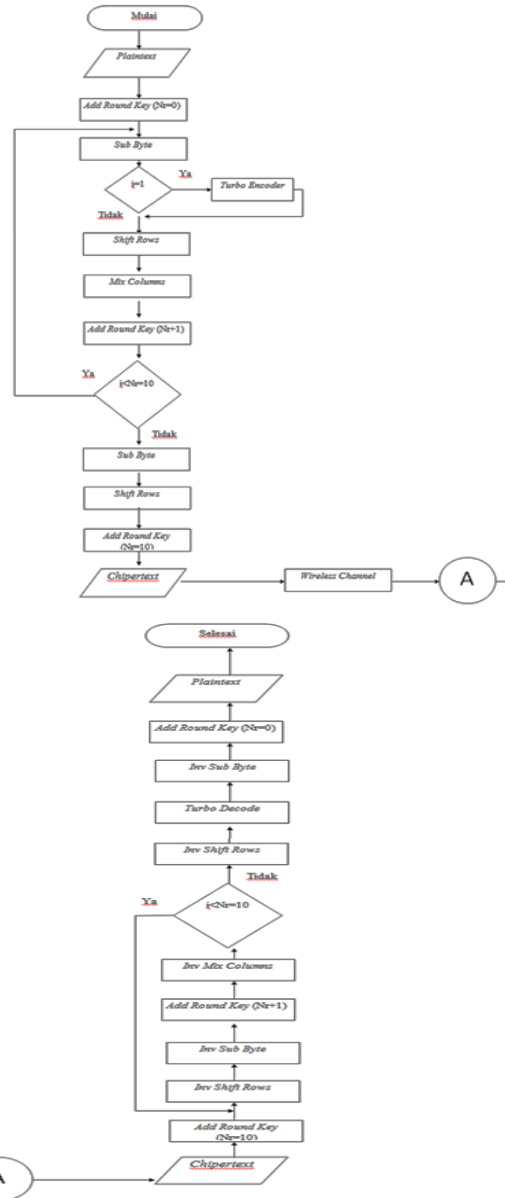 Mulai
Plaintext
Add Round Key (Nr=0)
Sub Byte
i=1
Ya
Turbo Encoder
Tidak
Shift Rows
Mix Columns
Add Round Key (Nr+1)
Ya
i<Nr=10
Tidak
Sub Byte
Shift Rows
Add Round Key
(Nr=10)
Chipertext
Wireless Channel
A
Selesai
Plaintext
Add Round Key (Nr=0)
Inv Sub Byte
Turbo Decode
Inv Shift Rows
Tidak
Ya
i<Nr=10
Inv Mix Columns
Add Round Key (Nr+1)
Inv Sub Byte
Inv Shift Rows
Add Round Key
(Nr=10)
Chipertext
A